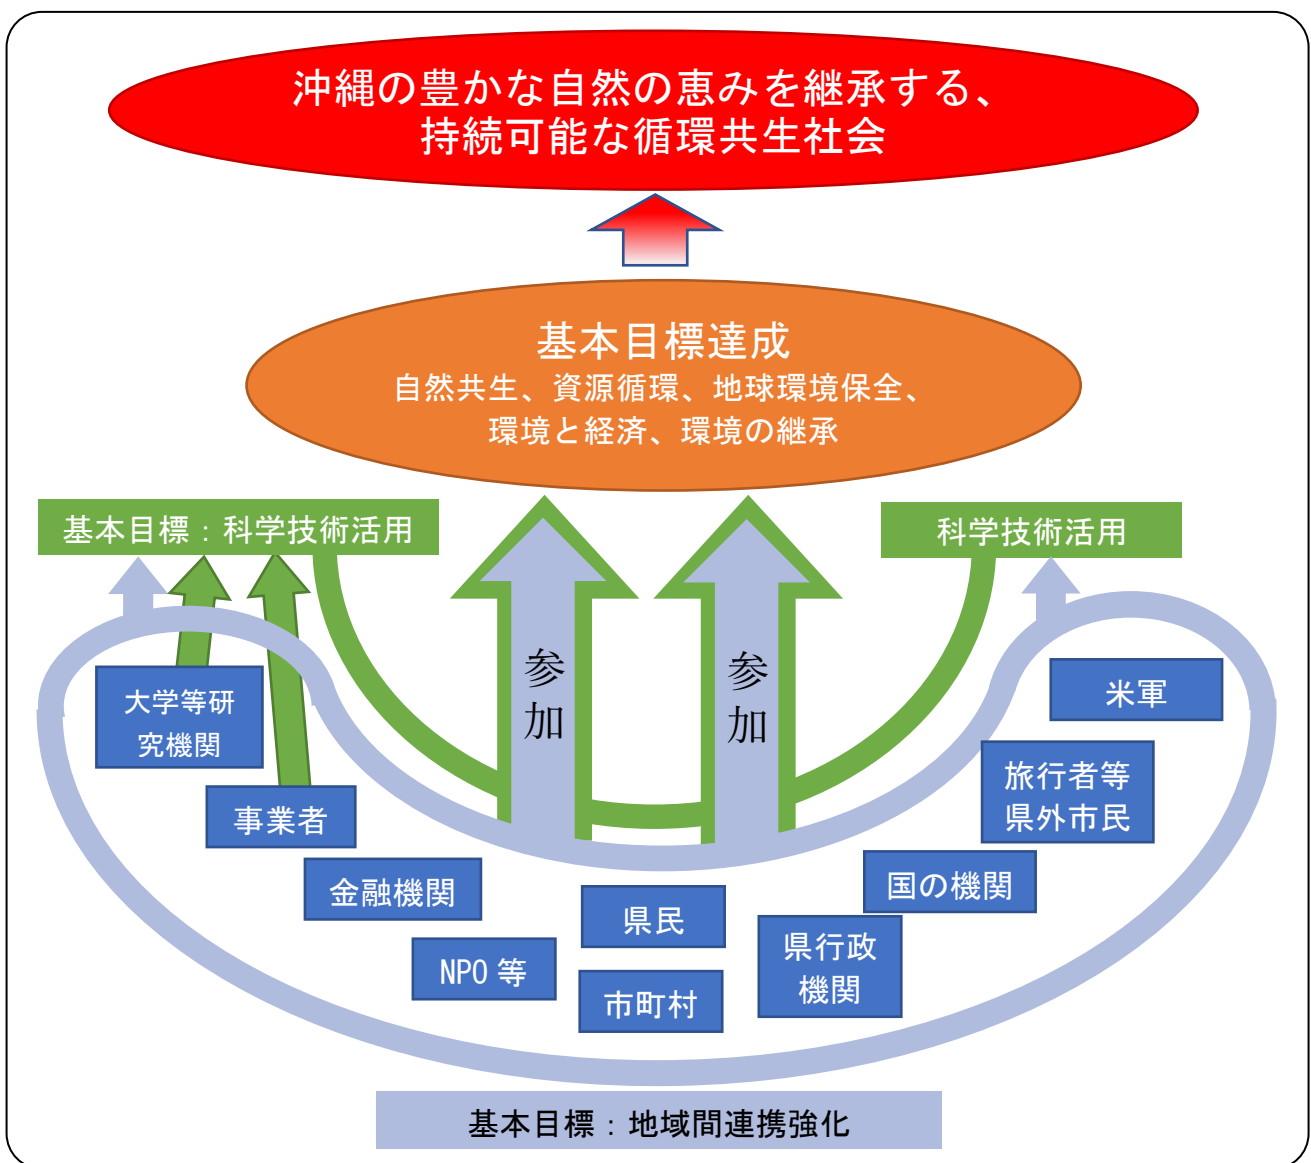 沖縄の豊かな自然の恵みを継承する、
持続可能な循環共生社会
基本目標達成
自然共生、資源循環、地球環境保全、
環境と経済、環境の継承
基本目標：科学技術活用
科学技術活用
参加
参加
大学等研
究機関
米軍
旅行者等
県外市民
事業者
金融機関
国の機関
県民
県行政
機関
NPO 等
市町村
基本目標：地域間連携強化